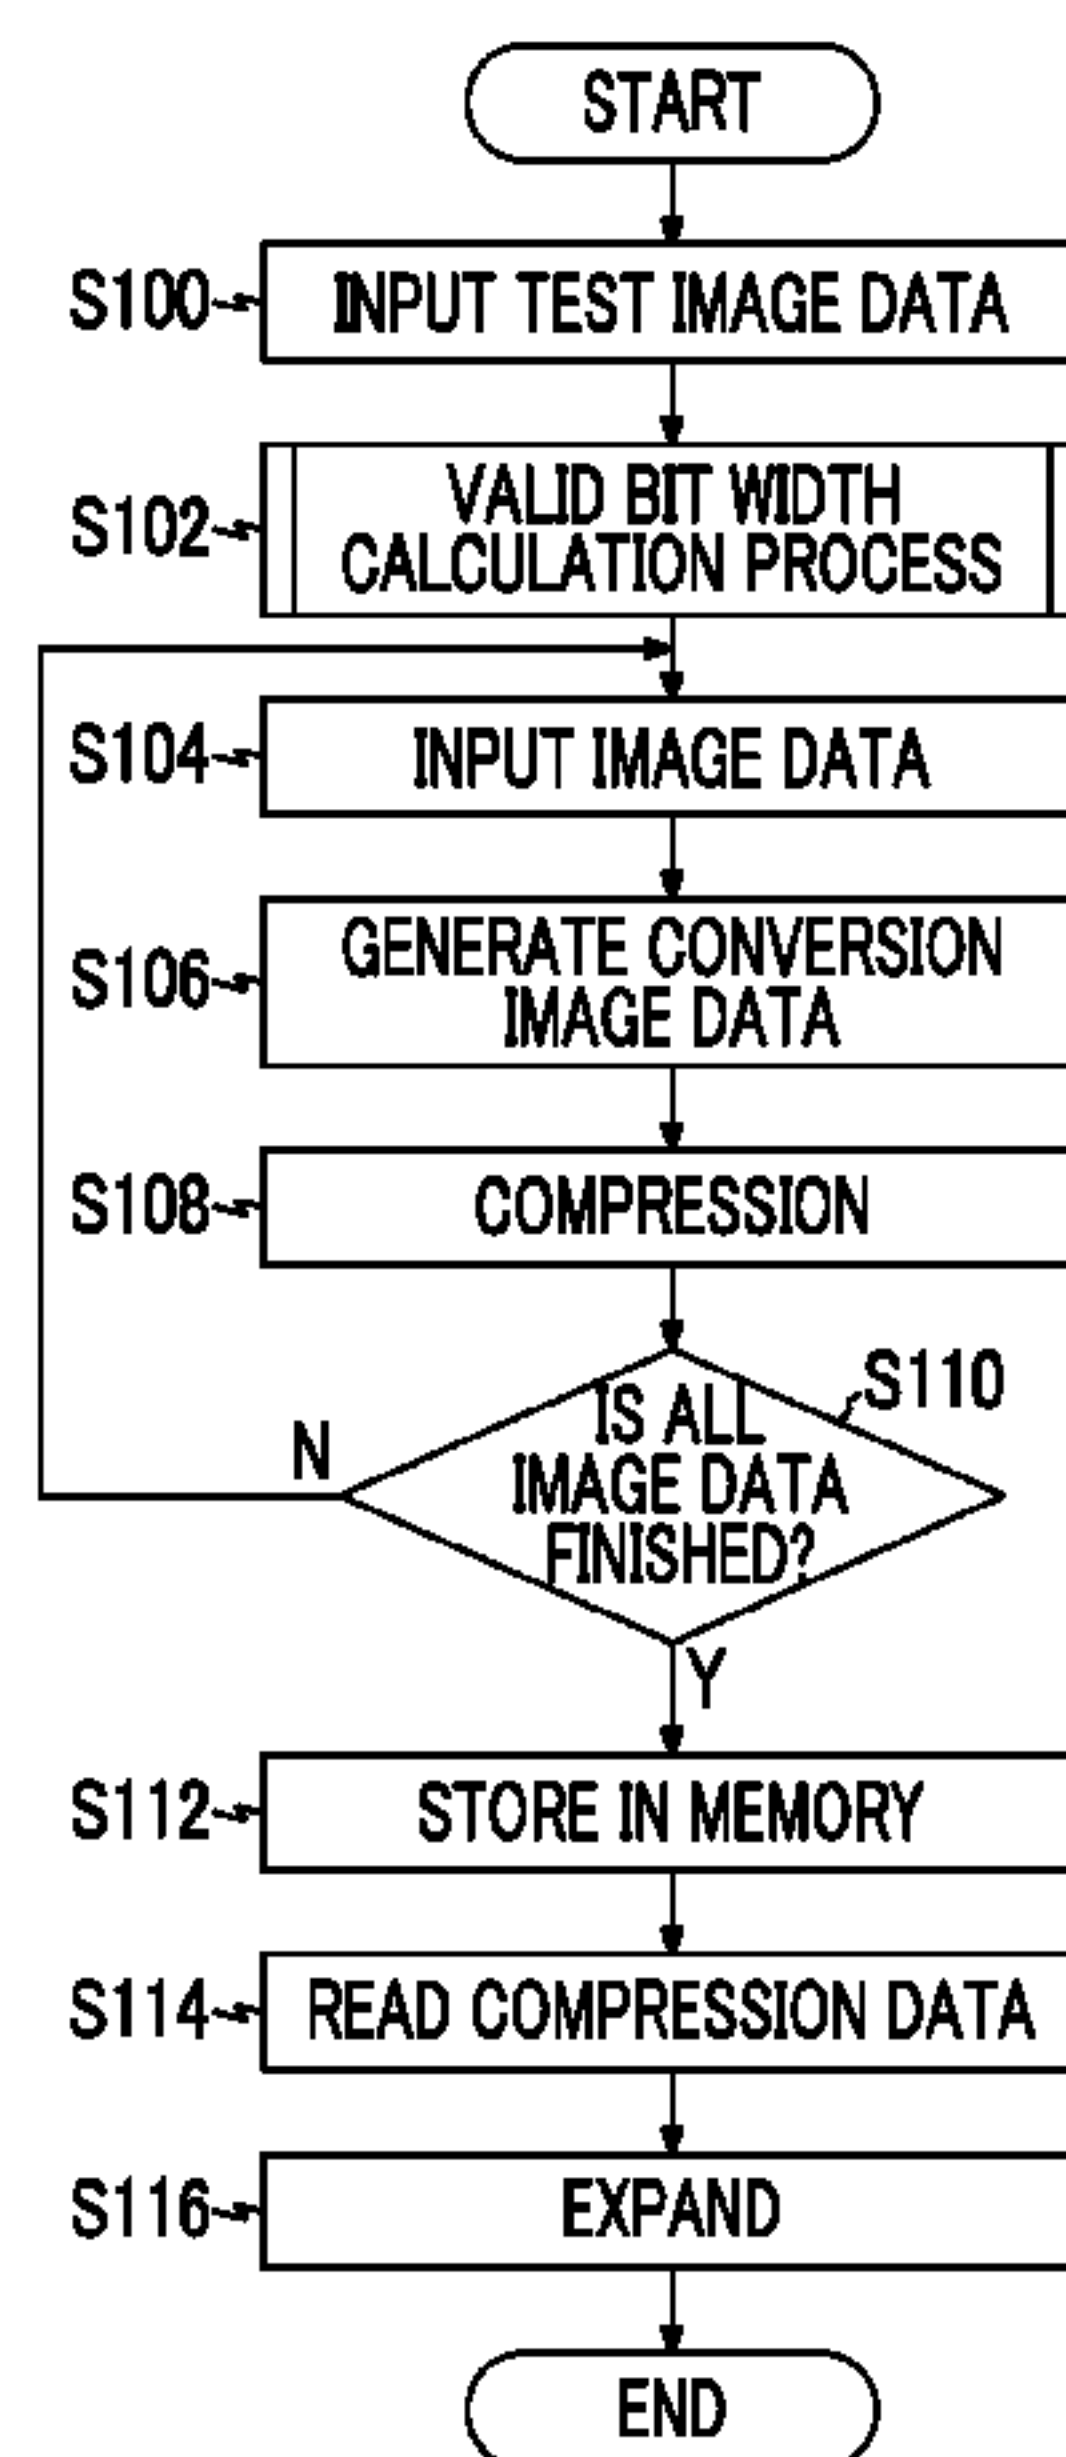 START
S100
INPUT TEST IMAGE DATA
S102
VALID BIT WIDTH
CALCULATION PROCESS
S104
INPUT IMAGE DATA
S106
GENERATE CONVERSION
IMAGE DATA
S108
COMPRESSION
S110
IS ALL
IMAGE DATA
FINISHED?
N
Y
S112
STORE IN MEMORY
S114
READ COMPRESSION DATA
S116
EXPAND
END